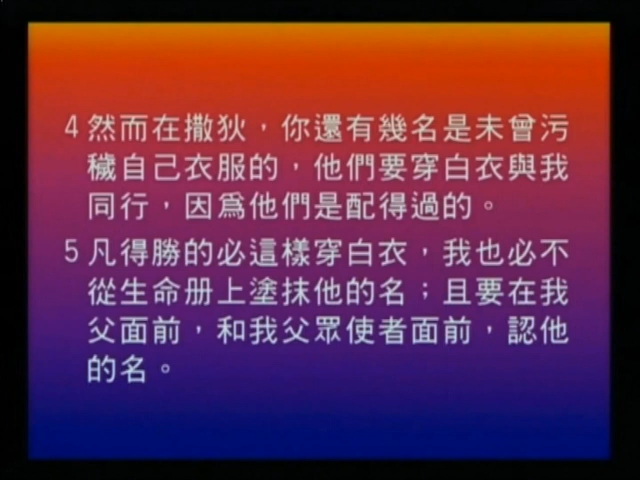 4 然而在撒狄，你還有幾名是未曾污
穢自己衣服的，他們要穿白衣與我
同行，因爲他們是配得過的。
5 凡得勝的必這樣穿白衣，我也必不
從生命册上塗抹他的名；且要在我
父面前，和我父眾使者面前，認他
的名。